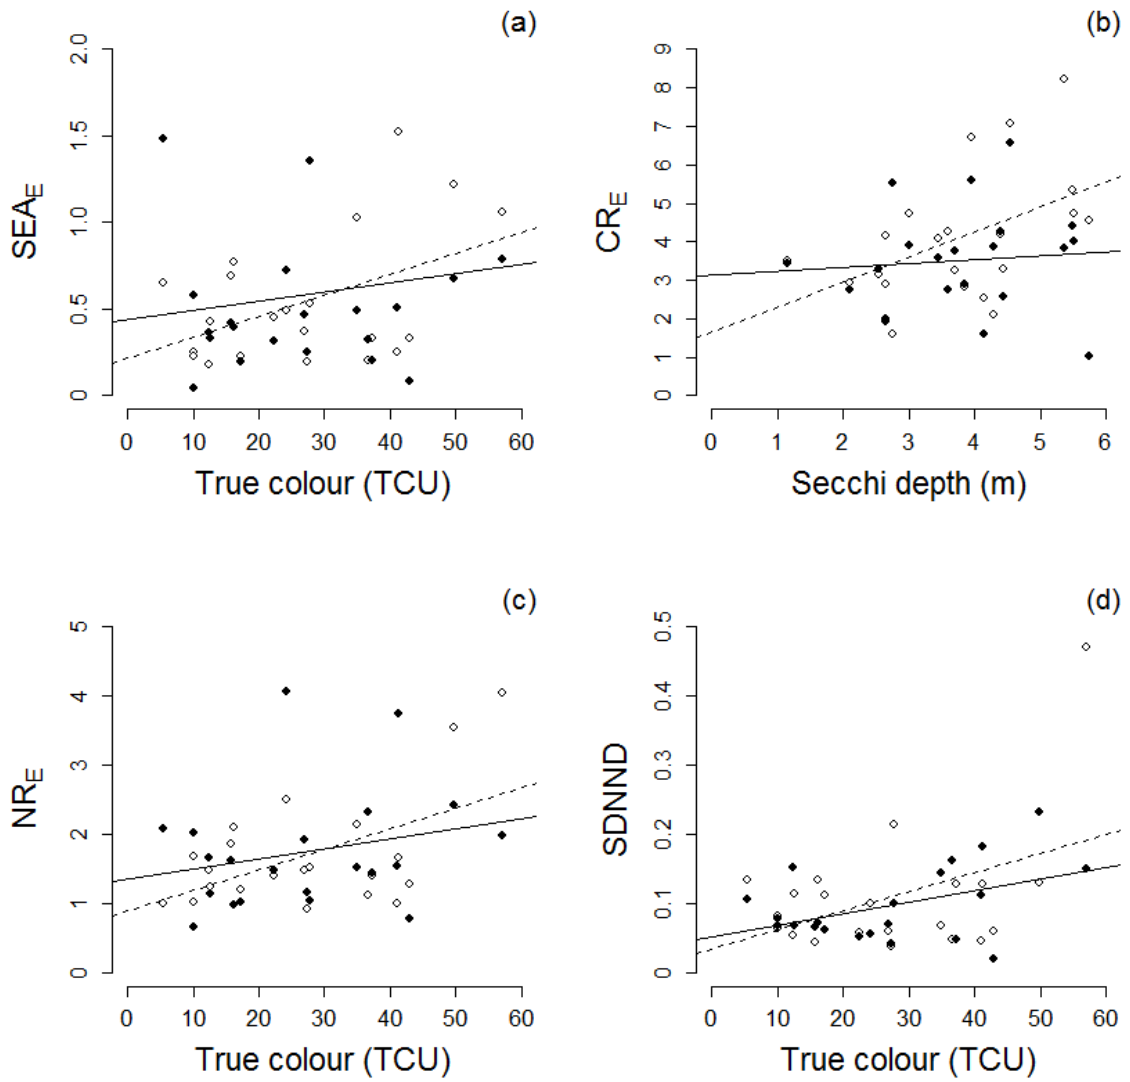 (a)
2.0
1.5
1.0
0.5
0
SEA_E
0 10 20 30 40 50 60
True colour (TCU)
(b)
9
8
7
6
5
4
3
2
1
0
CR_E
0 1 2 3 4 5 6
Secchi depth (m)
(c)
5
4
3
2
1
0
NR_E
0 10 20 30 40 50 60
True colour (TCU)
(d)
0.5
0.4
0.3
0.2
0.1
0
SDNND
0 10 20 30 40 50 60
True colour (TCU)